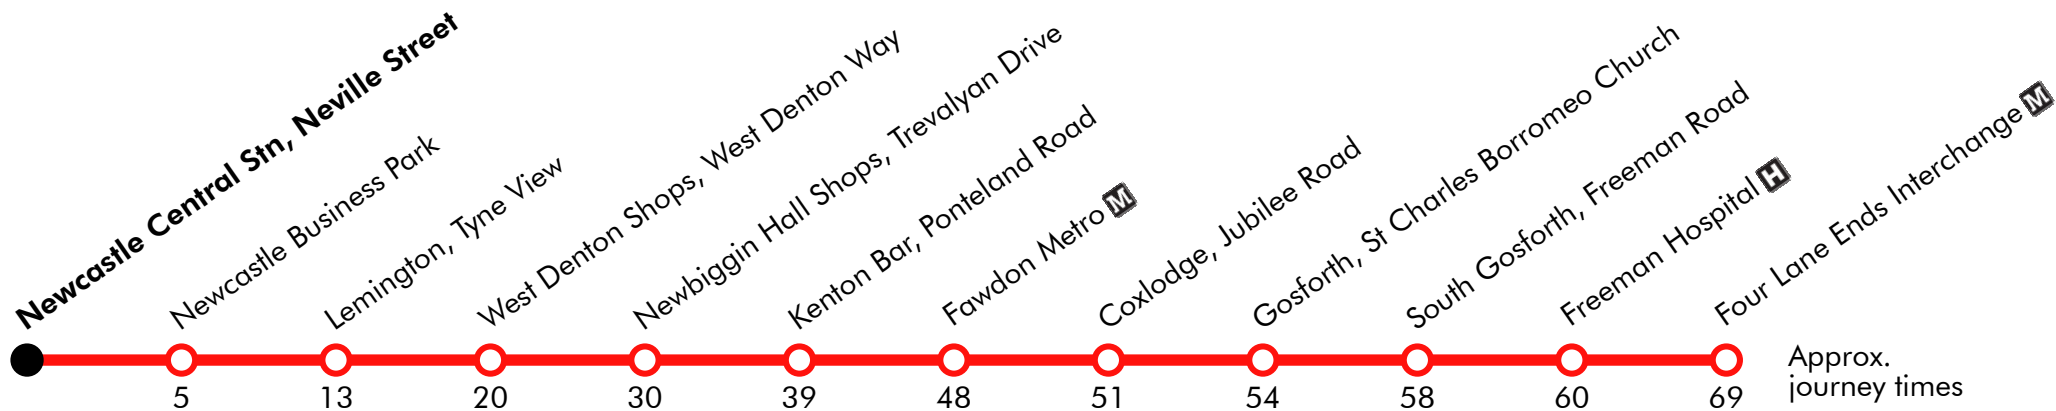 Newcastle Central Stn, Neville Street
Newcastle Business Park
Lemington, Tyne View
West Denton Shops, West Denton Way
Newbiggin Hall Shops, Trevalyan Drive
Kenton Bar, Ponteland Road
Fawdon Metro M
Coxlodge, Jubilee Road
Gosforth, St Charles Borromeo Church
South Gosforth, Freeman Road
Freeman Hospital H
Four Lane Ends Interchange M
5 13 20 30 39 48 51 54 58 60 69
Approx.
journey times